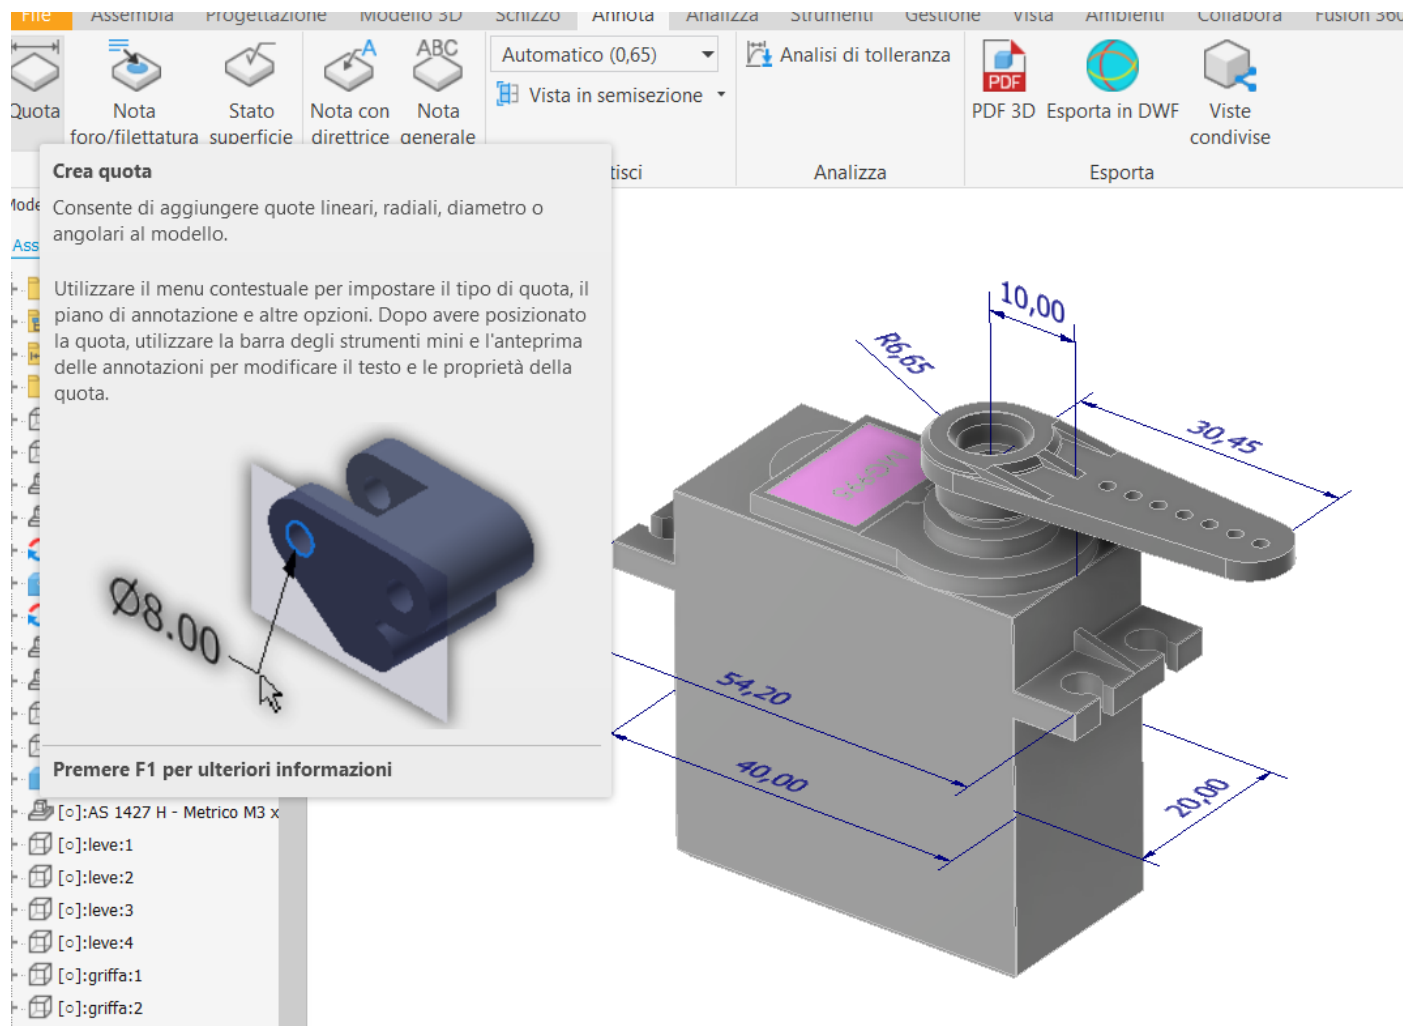 File Assembla Progettazione Modello 3D Schizzo Annota Analizza Strumenti Gestione Vista Ambienti Collabora Fusion 360
Quota
Nota
foro/filettatura
Stato
superficie
Nota con
direttrice
ABC
Nota
generale
Automatico (0,65)
Vista in semisezione
Analisi di tolleranza
Analizza
PDF
PDF 3D
Esporta in DWF
Viste
condivise
Esporta
Crea quota
Consente di aggiungere quote lineari, radiali, diametro o
angolari al modello.
Utilizzare il menu contestuale per impostare il tipo di quota, il
piano di annotazione e altre opzioni. Dopo avere posizionato
la quota, utilizzare la barra degli strumenti mini e l'anteprima
delle annotazioni per modificare il testo e le proprietà della
quota.
Ø8.00
Premere F1 per ulteriori informazioni
[o]:AS 1427 H - Metrico M3 x
[o]:leve:1
[o]:leve:2
[o]:leve:3
[o]:leve:4
[o]:griffa:1
[o]:griffa:2
10,00
R6,65
30,45
54,20
40,00
20,00